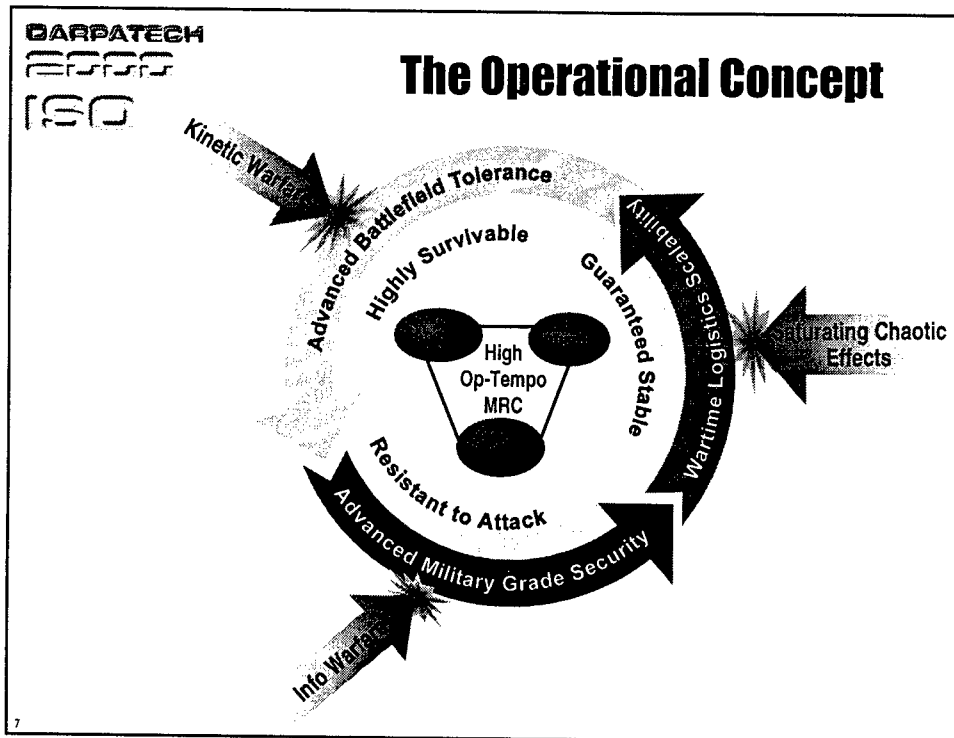 DARPATECH
2000
ISO
The Operational Concept
Kinetic Warfare
Advanced Battlefield Tolerance
Highly Survivable
Guaranteed Stable
Wartime Logistics Scalability
Saturating Chaotic
Effects
High
Op-Tempo
MRC
Resistant to Attack
Advanced Military Grade Security
Info Warfare
7